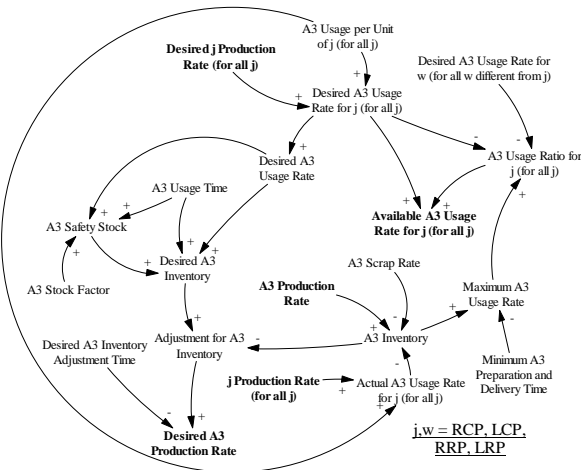 A3 Usage per Unit
of j (for all j)
Desired j Production
Rate (for all j)
Desired A3 Usage Rate for
w (for all w different from j)
+
+
Desired A3 Usage
Rate for j (for all j)
-
-
+
Desired A3
Usage Rate
A3 Usage Ratio for
j (for all j)
A3 Usage Time
+
+
+
+
+
+
A3 Safety Stock
Available A3 Usage
Rate for j (for all j)
+
+
+
Desired A3
Inventory
A3 Scrap Rate
A3 Stock Factor
A3 Production
Rate
Maximum A3
Usage Rate
+
-
-
+
+
-
Desired A3 Inventory
Adjustment Time
Adjustment for A3
Inventory
A3 Inventory
-
Minimum A3
Preparation and
Delivery Time
j Production Rate
(for all j)
+
Actual A3 Usage Rate
for j (for all j)
-
+
+
Desired A3
Production Rate
j,w = RCP, LCP,
RRP, LRP